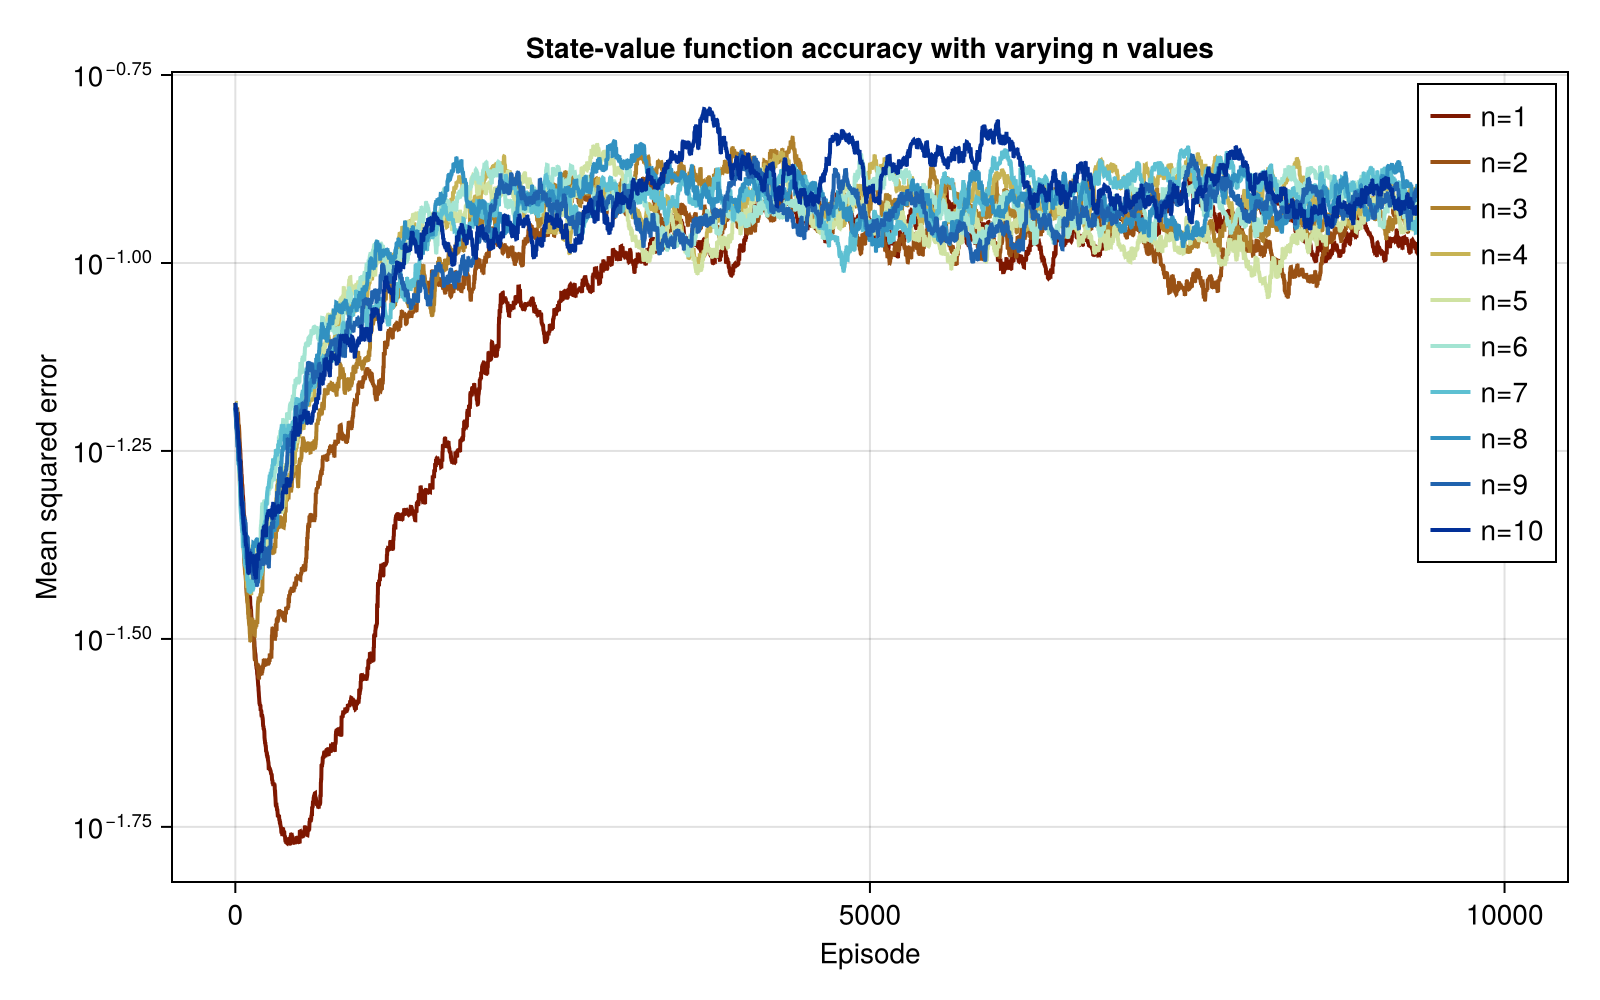 State-value function accuracy with varying n values
Mean squared error
10^−0.75
10^−1.00
10^−1.25
10^−1.50
10^−1.75
0
5000
10000
Episode
n=1
n=2
n=3
n=4
n=5
n=6
n=7
n=8
n=9
n=10